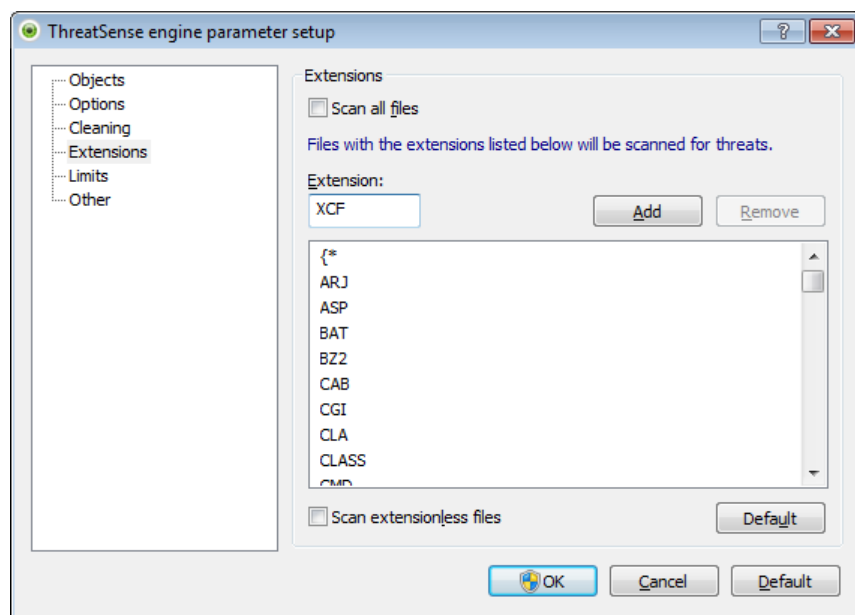 ThreatSense engine parameter setup
Objects
Options
Cleaning
Extensions
Limits
Other
Extensions
Scan all files
Files with the extensions listed below will be scanned for threats.
Extension:
XCF
Add
Remove
{*
ARJ
ASP
BAT
BZ2
CAB
CGI
CLA
CLASS
CMD
Scan extensionless files
Default
OK
Cancel
Default